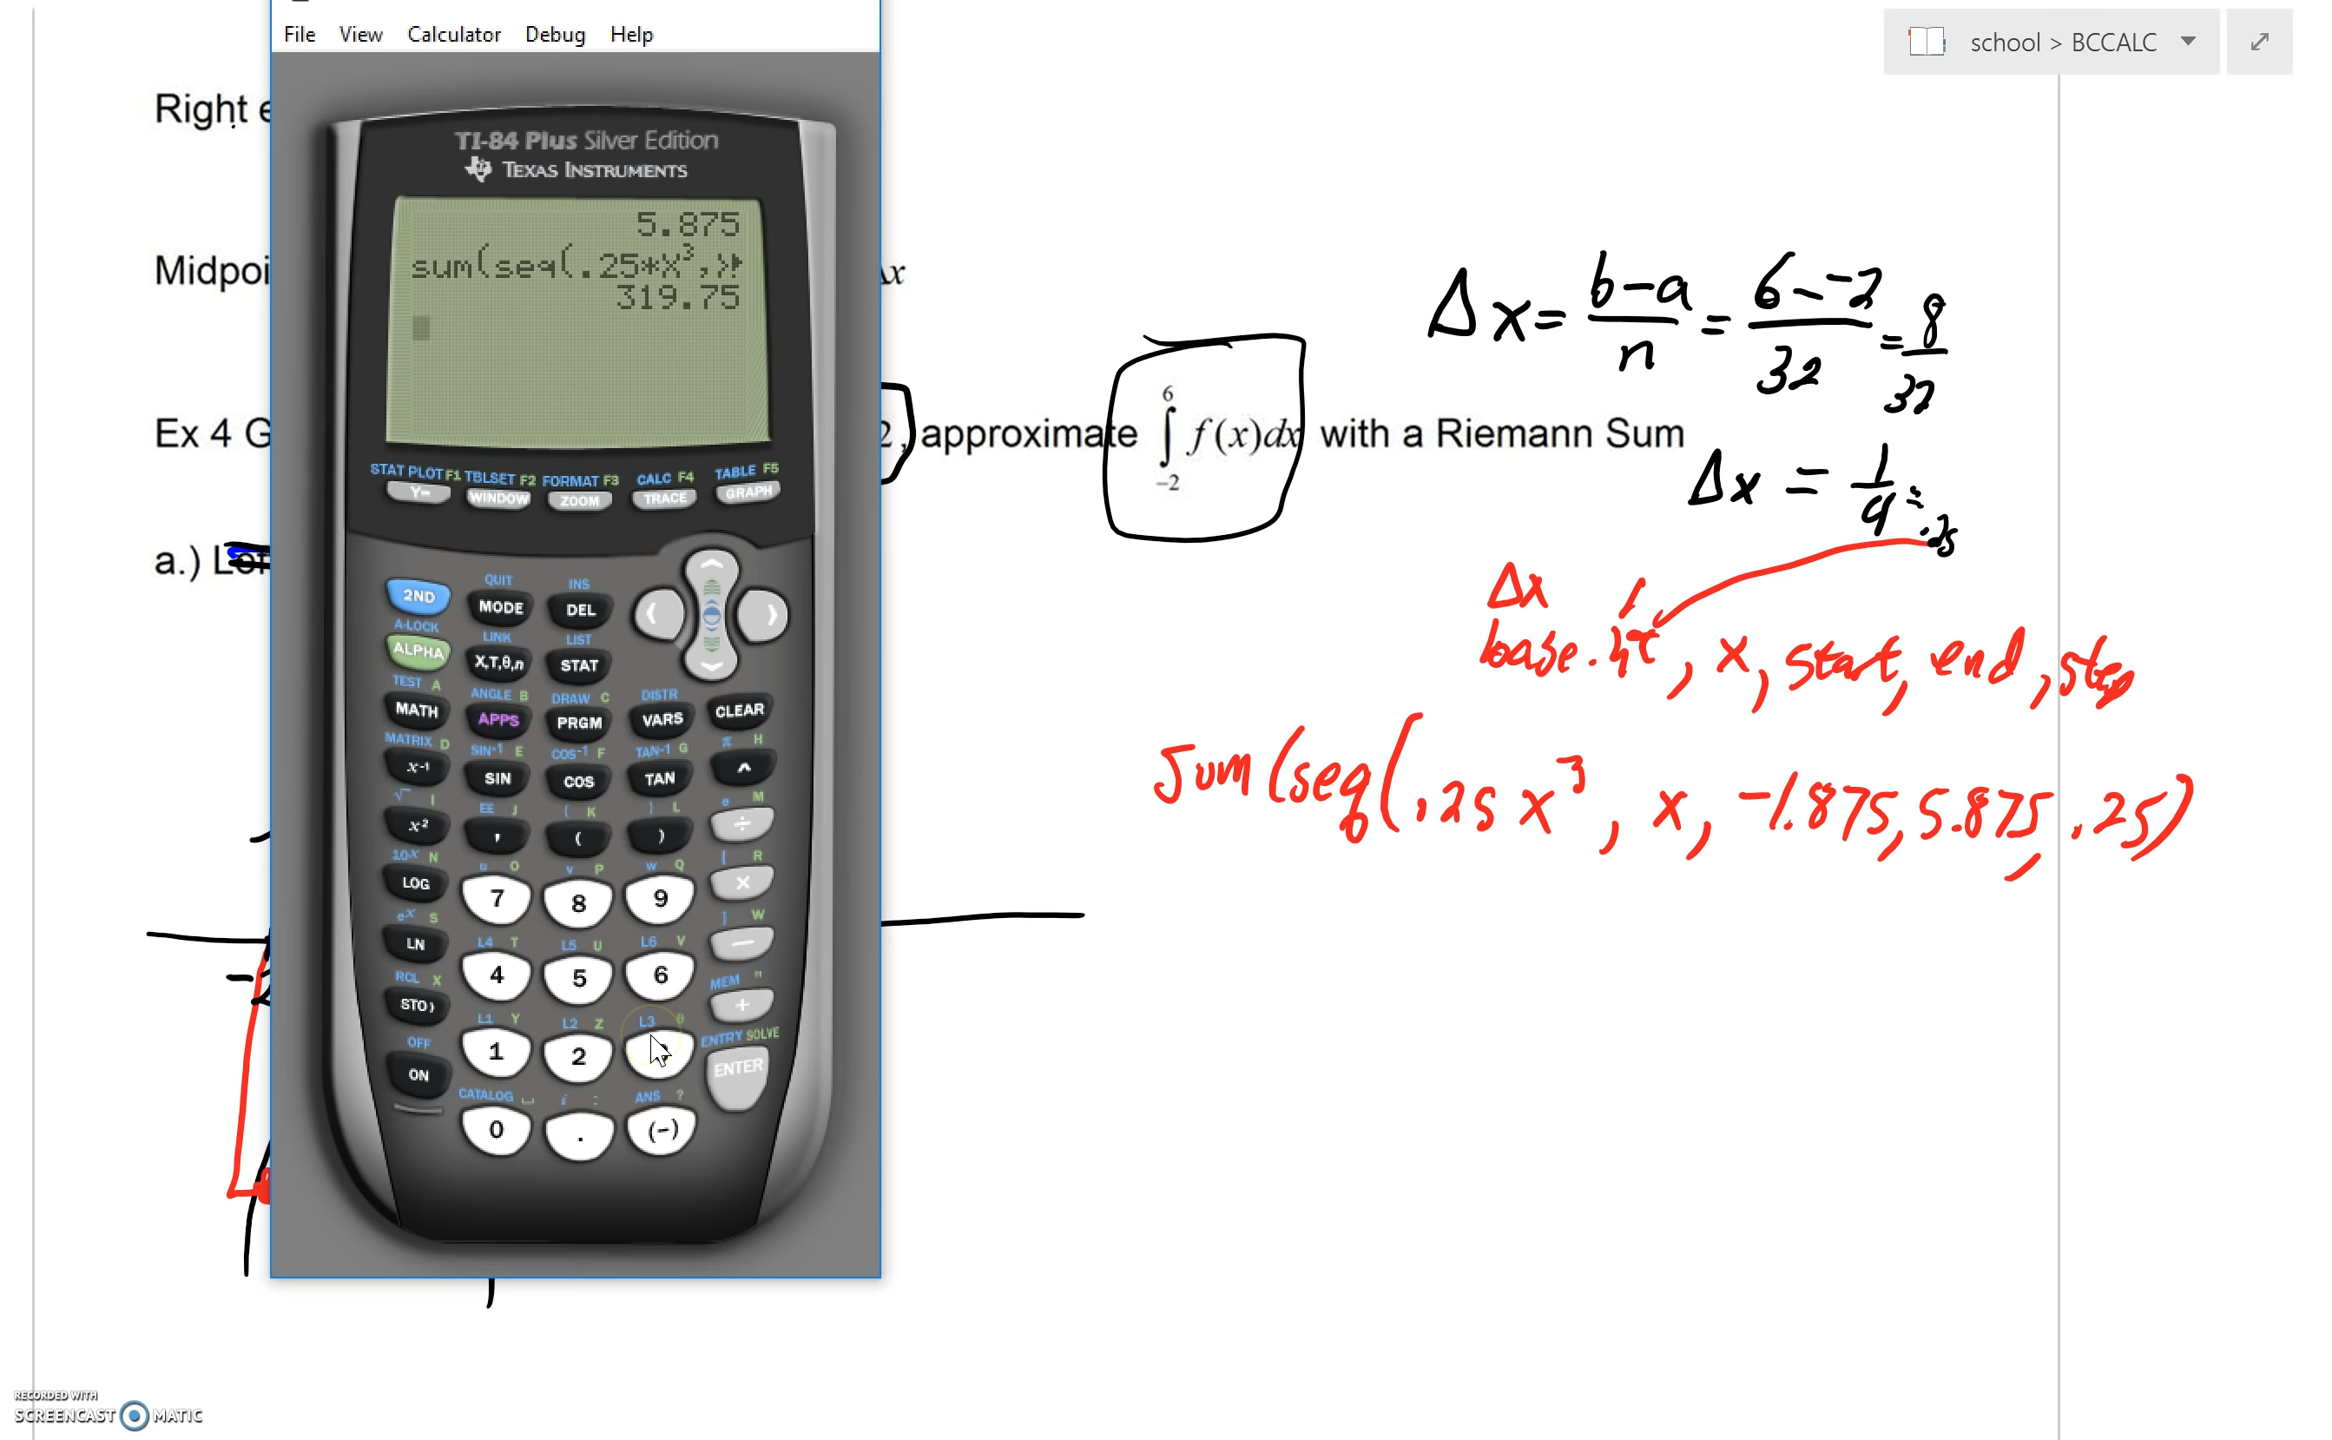 File View Calculator Debug Help
school > BCCALC
Right e
TI-84 Plus Silver Edition
TEXAS INSTRUMENTS
5.875
sum(seq(.25*X³,
319.75
Midpoi
x
Δx = b-a/n = 6--2/32 = 8/32
Ex 4 G
2, approximate ∫₋₂⁶ f(x)dx with a Riemann Sum
Δx = 1/4 = .25
STAT PLOT F1 TBLSET F2 FORMAT F3 CALC F4 TABLE F5
Y= WINDOW ZOOM TRACE GRAPH
a.)
QUIT INS
2ND MODE DEL
Δx
A-LOCK LINK LIST
ALPHA X,T,θ,n STAT
base · ht, x, start, end, step
TEST A ANGLE B DRAW C DISTR
MATH APPS PRGM VARS CLEAR
MATRIX D SIN-1 E COS-1 F TAN-1 G π H
x-1 SIN COS TAN ^
Sum(seq(.25x³, x, -1.875, 5.875, .25)
√ I EE J { K } L e M
x² , ( ) ÷
10x N u O v P w Q [ R
LOG 7 8 9 ×
ex S L4 T L5 U L6 V ] W
LN 4 5 6 −
RCL X L1 Y L2 Z L3 θ MEM "
STO› 1 2 +
OFF CATALOG i : ANS ? ENTRY SOLVE
ON 0 . (-) ENTER
RECORDED WITH
SCREENCAST MATIC